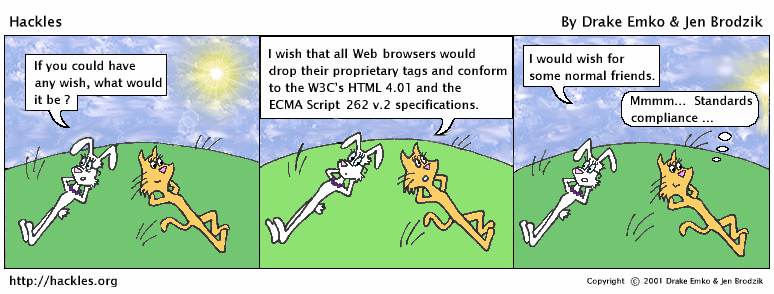 Hackles
By Drake Emko & Jen Brodzik
If you could have
any wish, what would
it be ?
I wish that all Web browsers would
drop their proprietary tags and conform
to the W3C's HTML 4.01 and the
ECMA Script 262 v.2 specifications.
I would wish for
some normal friends.
Mmmm... Standards
compliance ...
http://hackles.org
Copyright © 2001 Drake Emko & Jen Brodzik